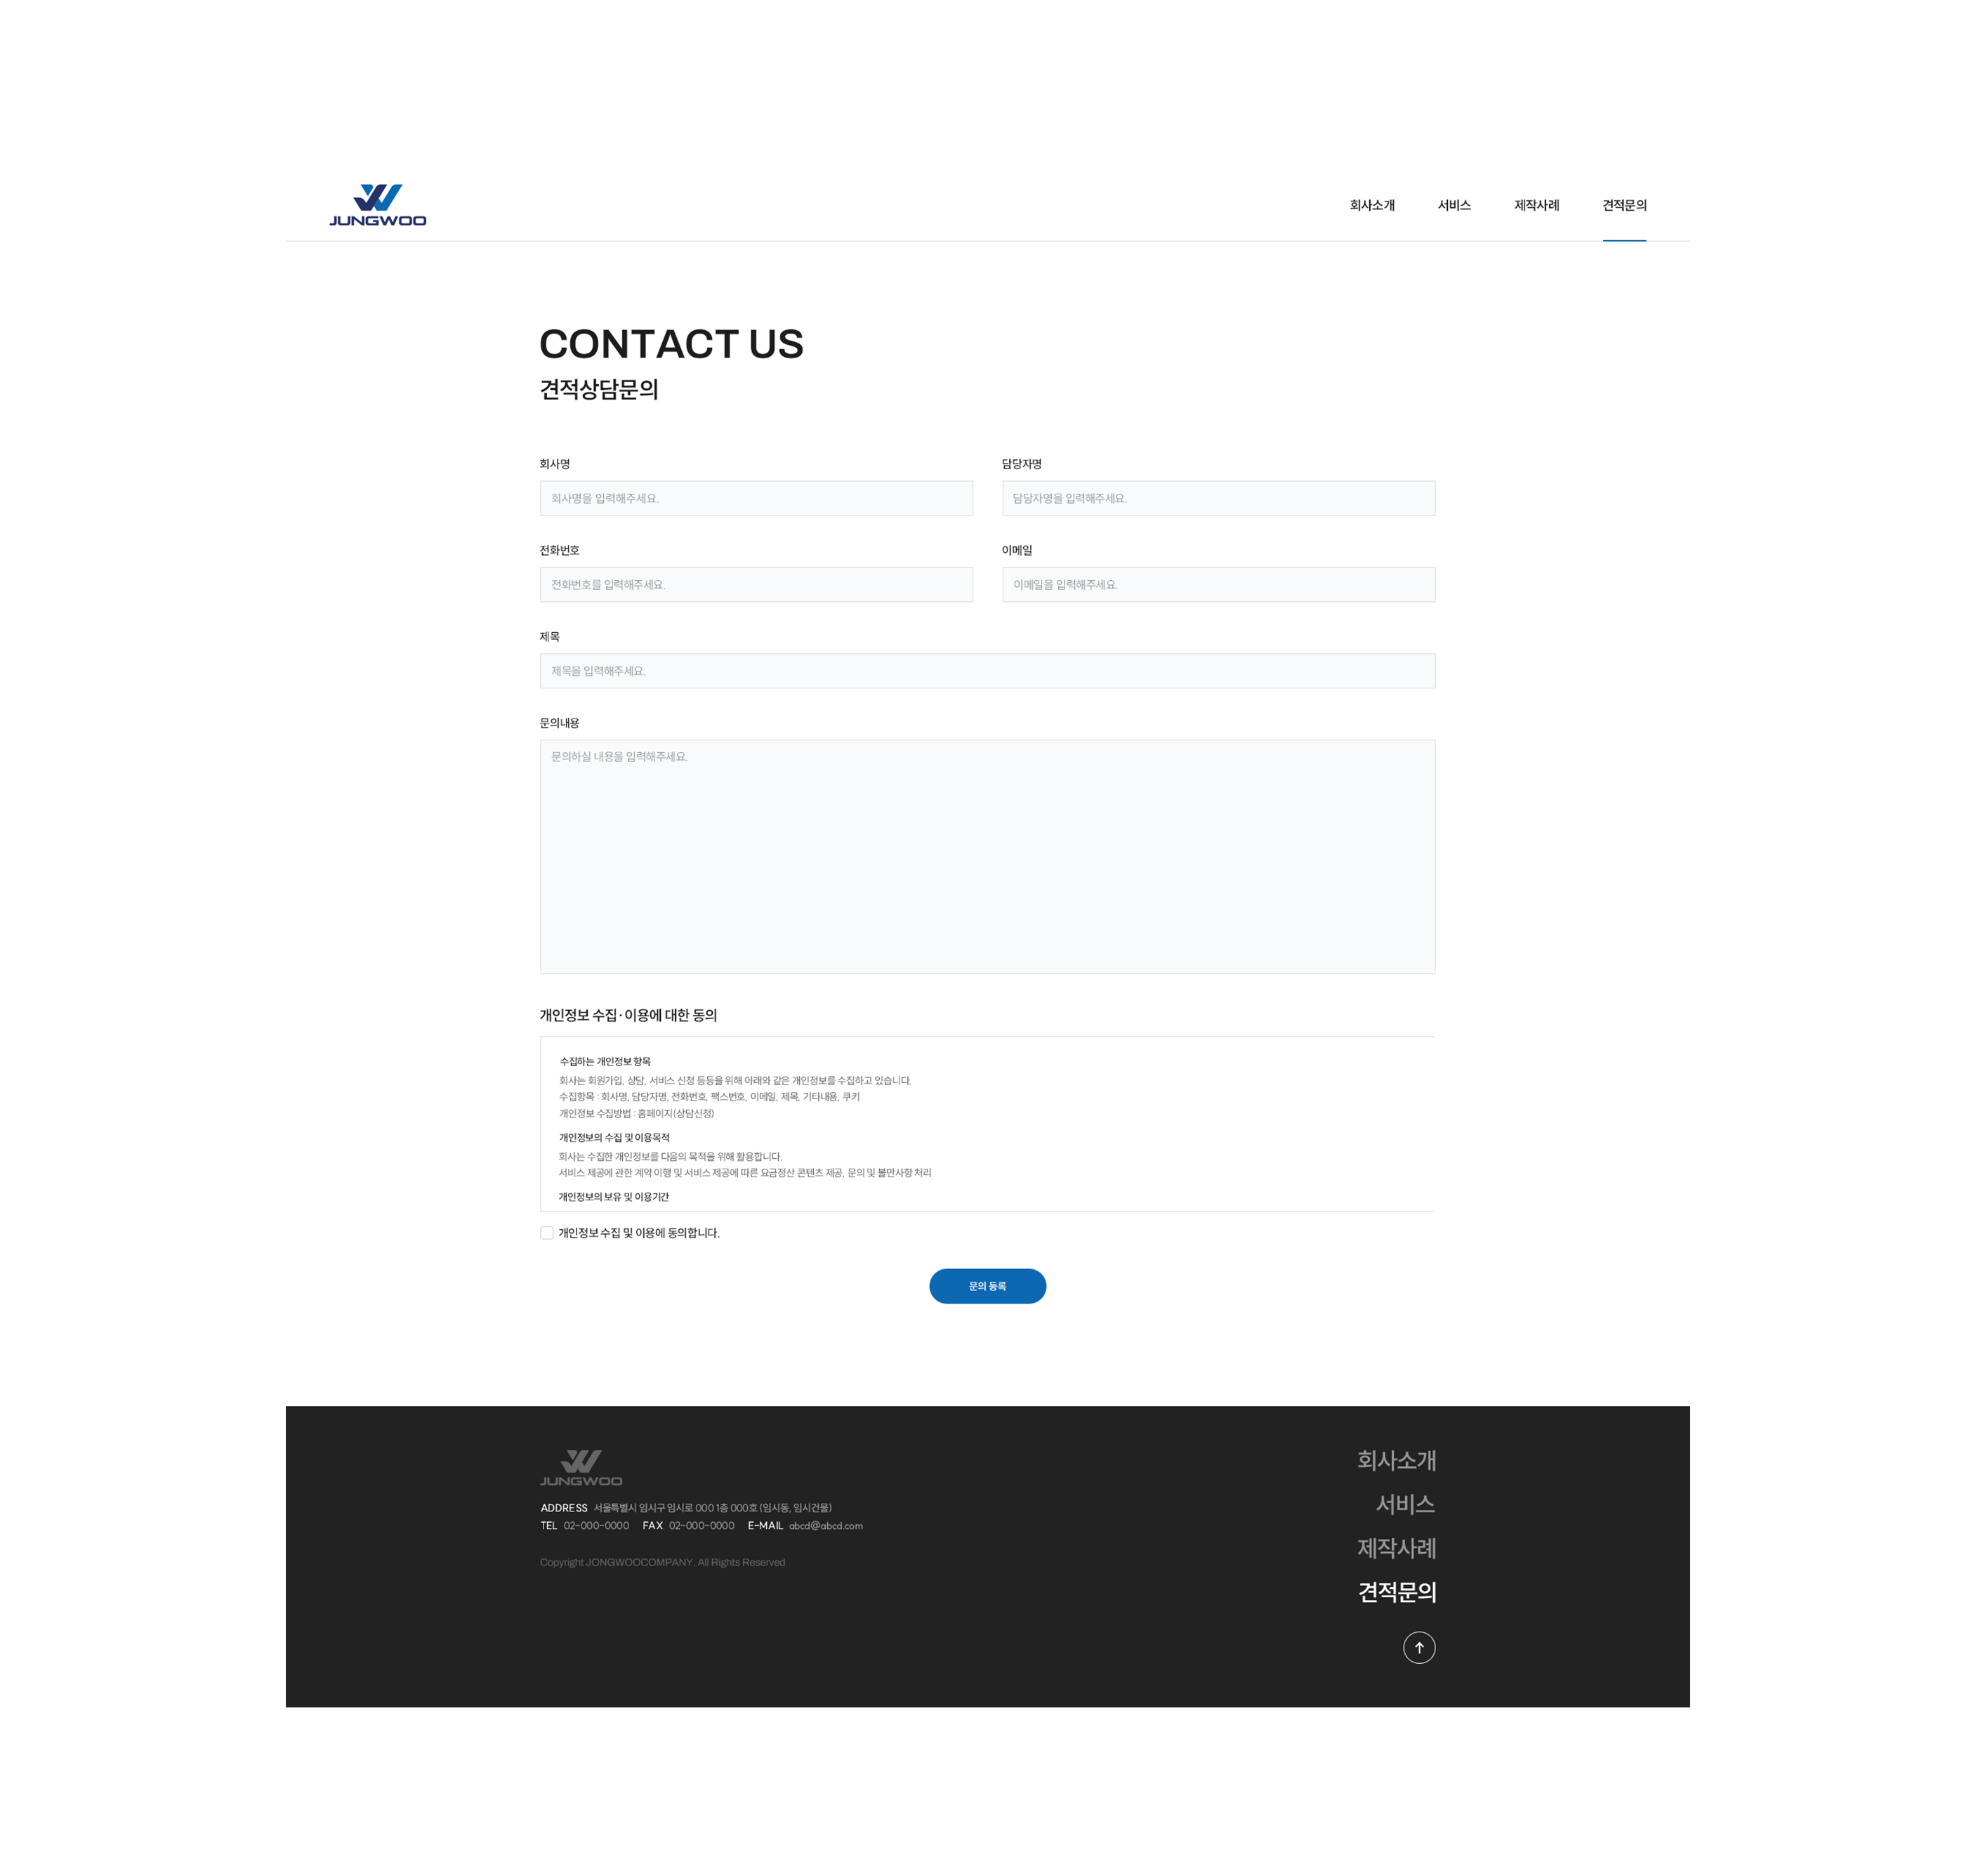 JUNGWOO
회사소개 서비스 제작사례 견적문의
CONTACT US
견적상담문의
회사명 담당자명
회사명을 입력해주세요. 담당자명을 입력해주세요.
전화번호 이메일
전화번호를 입력해주세요. 이메일을 입력해주세요.
제목
제목을 입력해주세요.
문의내용
문의하실 내용을 입력해주세요.
개인정보 수집·이용에 대한 동의
수집하는 개인정보 항목
회사는 회원가입, 상담, 서비스 신청 등등을 위해 아래와 같은 개인정보를 수집하고 있습니다.
수집항목 : 회사명, 담당자명, 전화번호, 팩스번호, 이메일, 제목, 기타내용, 쿠키
개인정보 수집방법 : 홈페이지(상담신청)
개인정보의 수집 및 이용목적
회사는 수집한 개인정보를 다음의 목적을 위해 활용합니다.
서비스 제공에 관한 계약 이행 및 서비스 제공에 따른 요금정산 콘텐츠 제공, 문의 및 불만사항 처리
개인정보의 보유 및 이용기간
개인정보 수집 및 이용에 동의합니다.
문의 등록
JUNGWOO
ADDRESS 서울특별시 임시구 임시로 000 1층 000호 (임시동, 임시건물)
TEL 02-000-0000 FAX 02-000-0000 E-MAIL abcd@abcd.com
Copyright JONGWOOCOMPANY. All Rights Reserved
회사소개
서비스
제작사례
견적문의